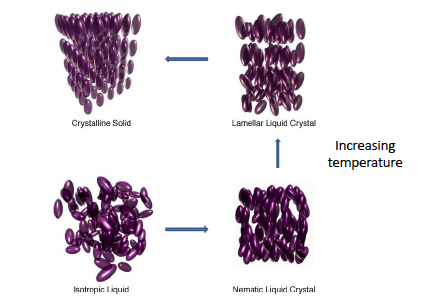 Crystalline Solid
Lamellar Liquid Crystal
Increasing
temperature
Isotropic Liquid
Nematic Liquid Crystal